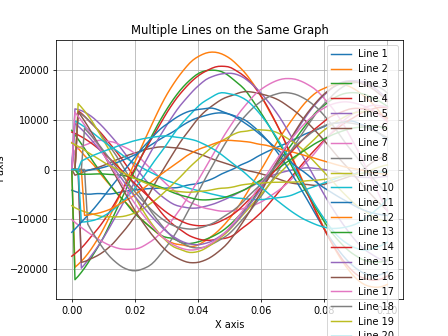 Multiple Lines on the Same Graph
20000
10000
0
−10000
−20000
0.00
0.02
0.04
0.06
X axis
Line 1
Line 2
Line 3
Line 4
Line 5
Line 6
Line 7
Line 8
Line 9
Line 10
Line 11
Line 12
Line 13
Line 14
Line 15
Line 16
Line 17
Line 18
Line 19
Line 20